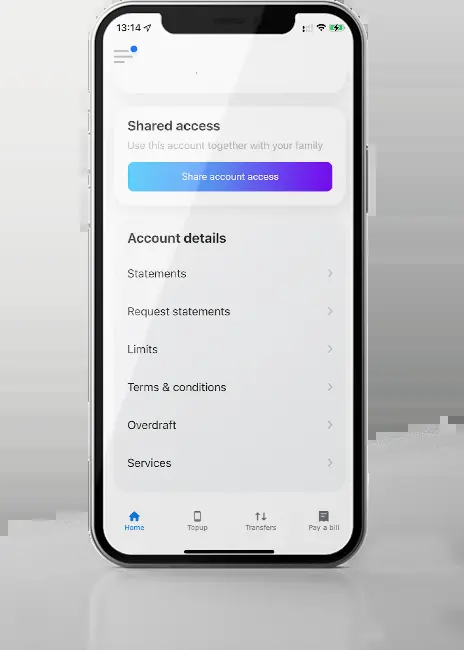 13:14
Shared access
Use this account together with your family
Share account access
Account details
Statements
Request statements
Limits
Terms & conditions
Overdraft
Services
Home
Topup
Transfers
Pay a bill